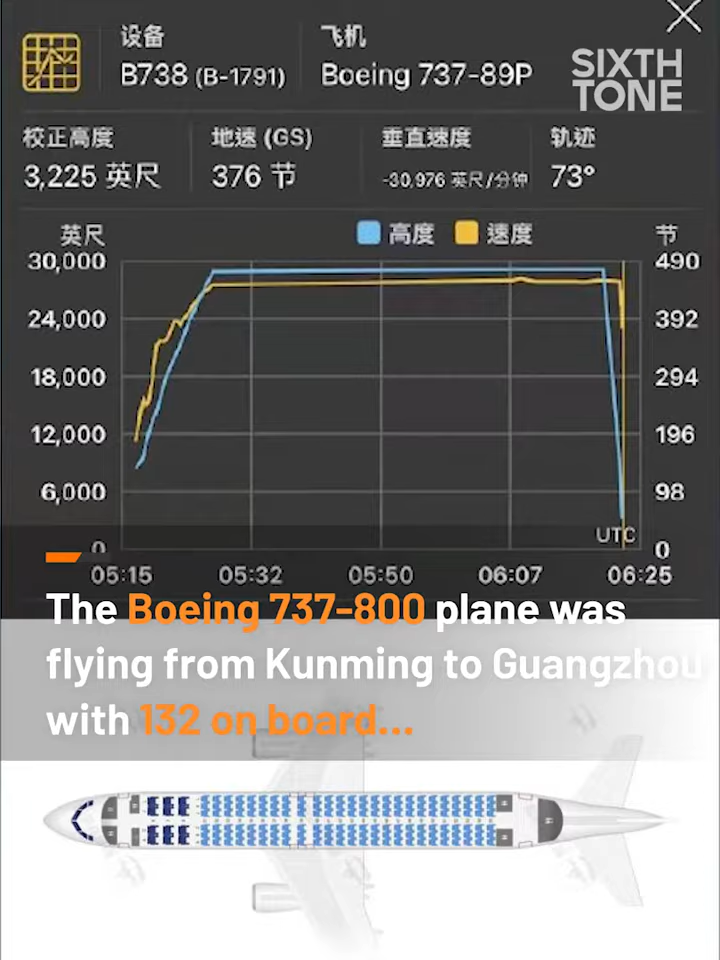 设备
飞机
B738 (B-1791)
Boeing 737-89P
SIXTH
TONE
校正高度
地速 (GS)
垂直速度
轨迹
3,225 英尺
376 节
-30,976 英尺/分钟
73°
英尺
高度
速度
节
30,000
490
24,000
392
18,000
294
12,000
196
6,000
98
UTC
0
0
05:15
05:32
05:50
06:07
06:25
The Boeing 737-800 plane was
flying from Kunming to Guangzhou
with 132 on board...